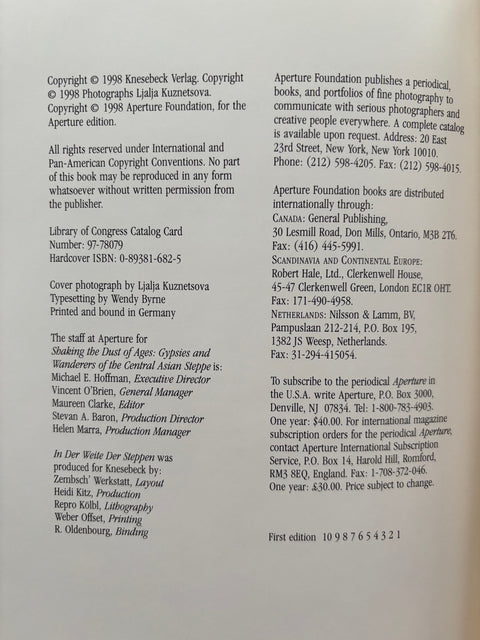 Copyright © 1998 Knesebeck Verlag. Copyright
© 1998 Photographs Ljalja Kuznetsova.
Copyright © 1998 Aperture Foundation, for the
Aperture edition.
All rights reserved under International and
Pan-American Copyright Conventions. No part
of this book may be reproduced in any form
whatsoever without written permission from
the publisher.
Library of Congress Catalog Card
Number: 97-78079
Hardcover ISBN: 0-89381-682-5
Cover photograph by Ljalja Kuznetsova
Typesetting by Wendy Byrne
Printed and bound in Germany
The staff at Aperture for
Shaking the Dust of Ages: Gypsies and
Wanderers of the Central Asian Steppe is:
Michael E. Hoffman, Executive Director
Vincent O'Brien, General Manager
Maureen Clarke, Editor
Stevan A. Baron, Production Director
Helen Marra, Production Manager
In Der Weite Der Steppen was
produced for Knesebeck by:
Zembsch' Werkstatt, Layout
Heidi Kitz, Production
Repro Kölbl, Lithography
Weber Offset, Printing
R. Oldenbourg, Binding
Aperture Foundation publishes a periodical,
books, and portfolios of fine photography to
communicate with serious photographers and
creative people everywhere. A complete catalog
is available upon request. Address: 20 East
23rd Street, New York, New York 10010.
Phone: (212) 598-4205. Fax: (212) 598-4015.
Aperture Foundation books are distributed
internationally through:
CANADA: General Publishing,
30 Lesmill Road, Don Mills, Ontario, M3B 2T6.
Fax: (416) 445-5991.
SCANDINAVIA AND CONTINENTAL EUROPE:
Robert Hale, Ltd., Clerkenwell House,
45-47 Clerkenwell Green, London EC1R OHT.
Fax: 171-490-4958.
NETHERLANDS: Nilsson & Lamm, BV,
Pampuslaan 212-214, P.O. Box 195,
1382 JS Weesp, Netherlands.
Fax: 31-294-415054.
To subscribe to the periodical Aperture in
the U.S.A. write Aperture, P.O. Box 3000,
Denville, NJ 07834. Tel: 1-800-783-4903.
One year: $40.00. For international magazine
subscription orders for the periodical Aperture,
contact Aperture International Subscription
Service, P.O. Box 14, Harold Hill, Romford,
RM3 8EQ, England. Fax: 1-708-372-046.
One year: £30.00. Price subject to change.
First edition 10 9 8 7 6 5 4 3 2 1